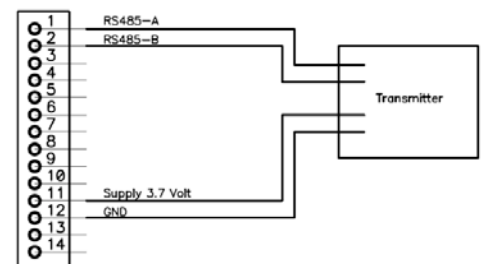 1 RS485-A
2 RS485-B
3
4
5
6
7
8
9
10
11 Supply 3.7 Volt
12 GND
13
14
Transmitter